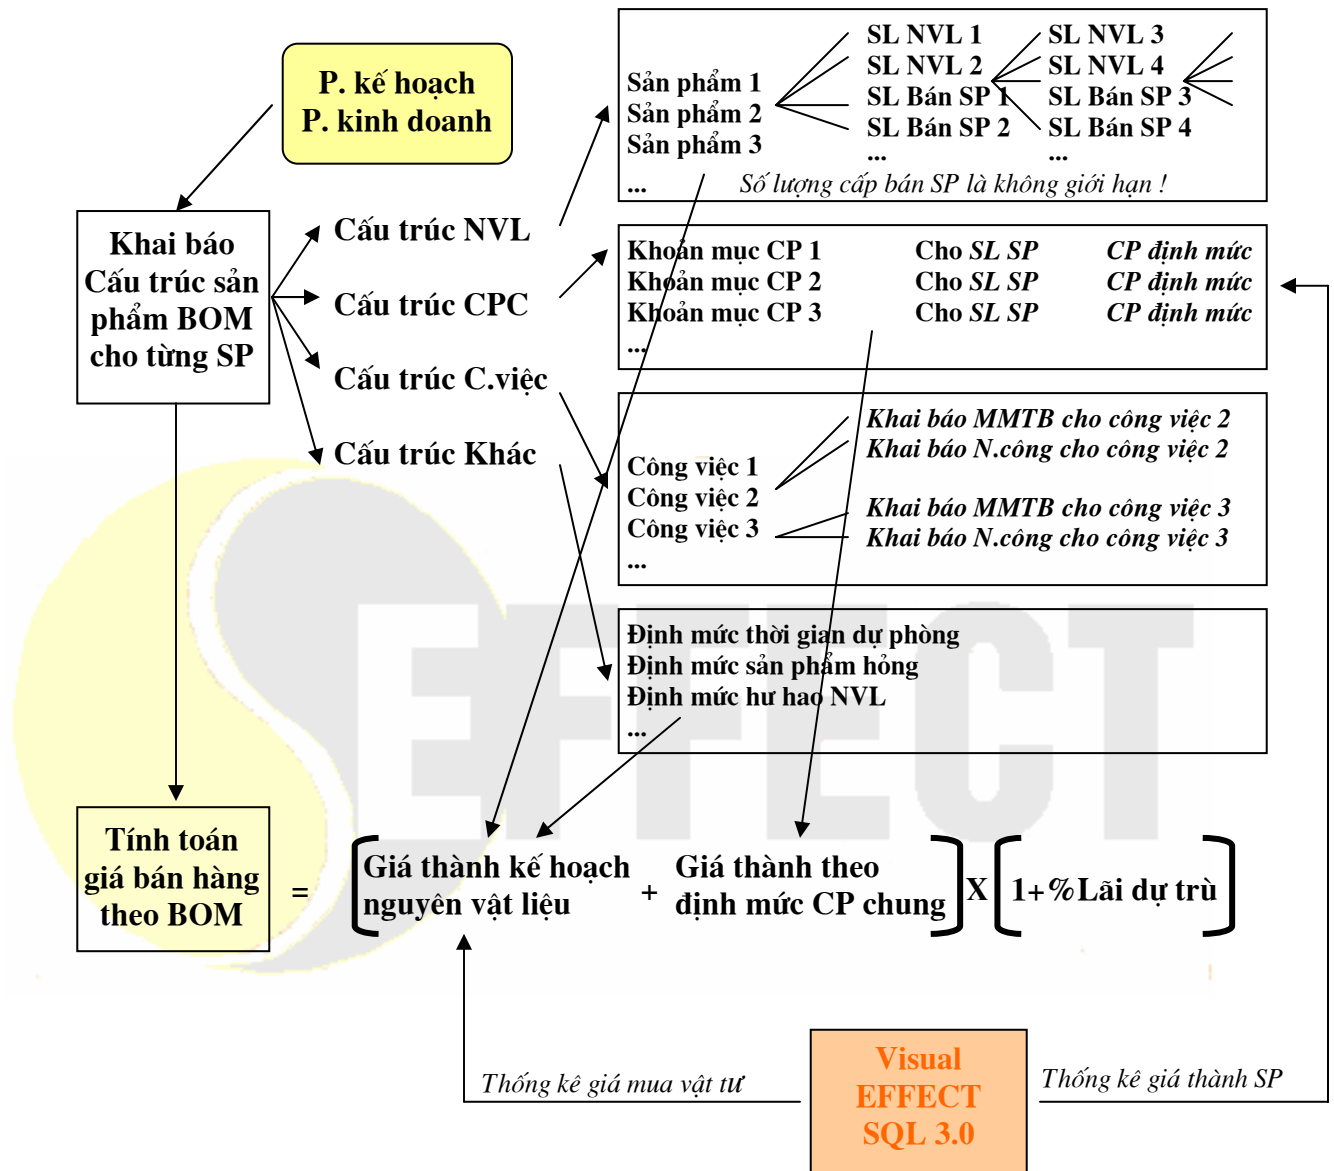 P. kế hoạch
P. kinh doanh
Khai báo
Cấu trúc sản
phẩm BOM
cho từng SP
Cấu trúc NVL
Cấu trúc CPC
Cấu trúc C.việc
Cấu trúc Khác
Sản phẩm 1
Sản phẩm 2
Sản phẩm 3
...
SL NVL 1
SL NVL 2
SL Bán SP 1
SL Bán SP 2
...
SL NVL 3
SL NVL 4
SL Bán SP 3
SL Bán SP 4
...
Số lượng cấp bán SP là không giới hạn !
Khoản mục CP 1 Cho SL SP CP định mức
Khoản mục CP 2 Cho SL SP CP định mức
Khoản mục CP 3 Cho SL SP CP định mức
...
Công việc 1
Công việc 2
Công việc 3
...
Khai báo MMTB cho công việc 2
Khai báo N.công cho công việc 2
Khai báo MMTB cho công việc 3
Khai báo N.công cho công việc 3
Định mức thời gian dự phòng
Định mức sản phẩm hỏng
Định mức hư hao NVL
...
EFFECT
Tính toán
giá bán hàng
theo BOM
=
Giá thành kế hoạch
nguyên vật liệu
+
Giá thành theo
định mức CP chung
X
1+%Lãi dự trù
Thống kê giá mua vật tư
Visual
EFFECT
SQL 3.0
Thống kê giá thành SP